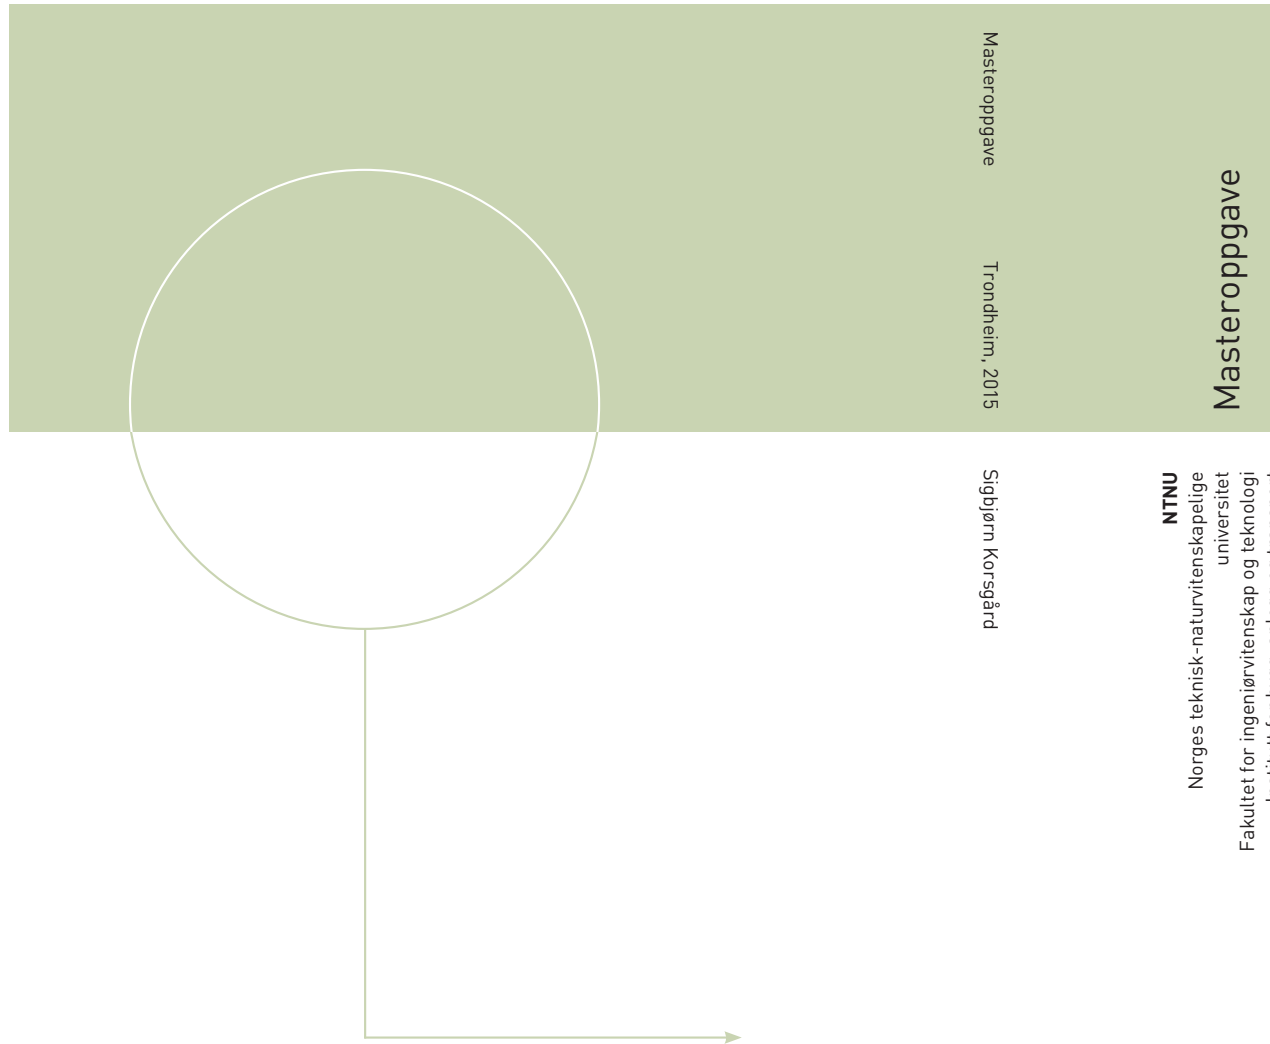 Masteroppgave
Trondheim, 2015
Sigbjørn Korsgård
Masteroppgave
NTNU
Norges teknisk-naturvitenskapelige
universitet
Fakultet for ingeniørvitenskap og teknologi